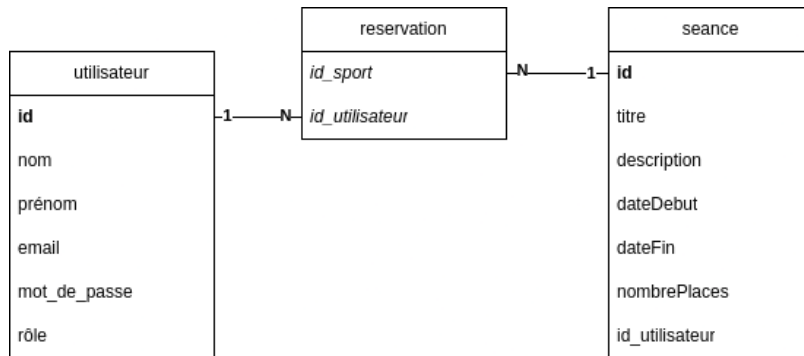 utilisateur
id
nom
prénom
email
mot_de_passe
rôle
1
N
reservation
id_sport
id_utilisateur
N
1
seance
id
titre
description
dateDebut
dateFin
nombrePlaces
id_utilisateur